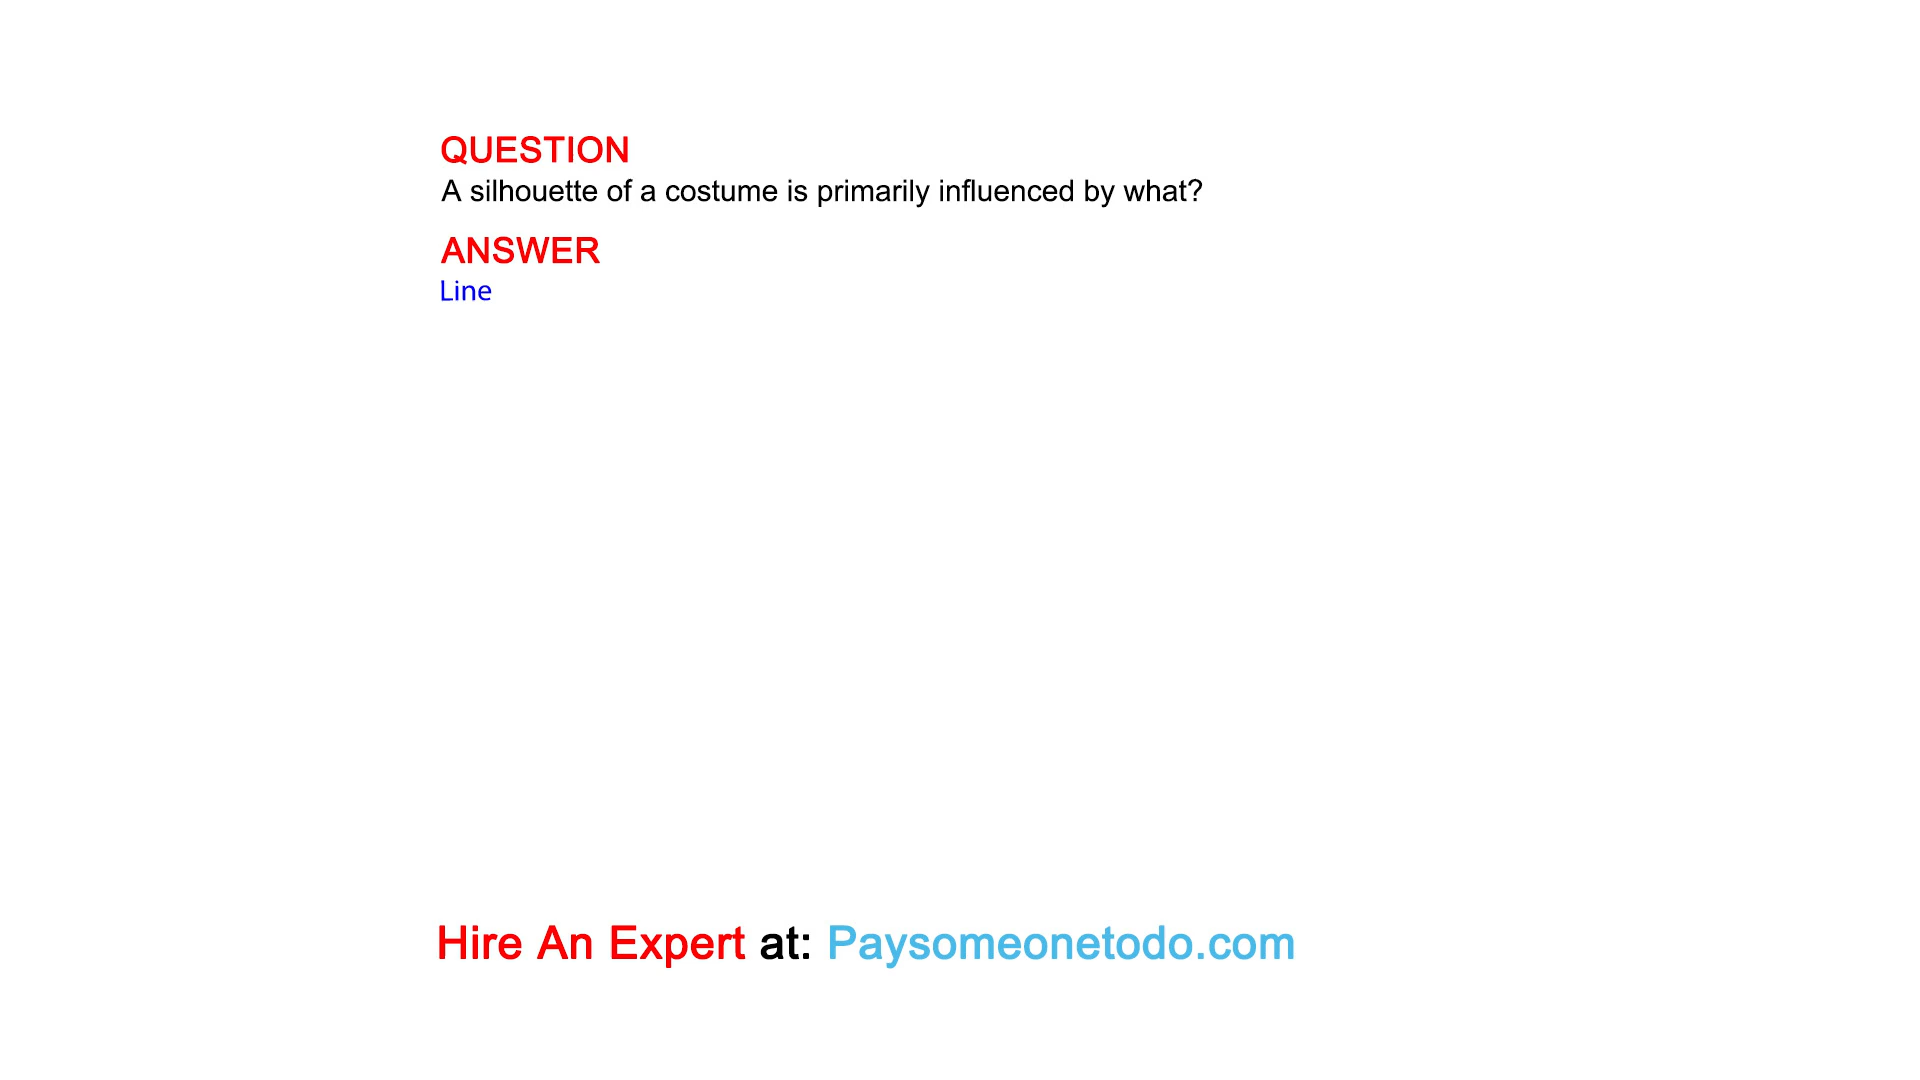 QUESTION
A silhouette of a costume is primarily influenced by what?
ANSWER
Line
Hire An Expert at: Paysomeonetodo.com